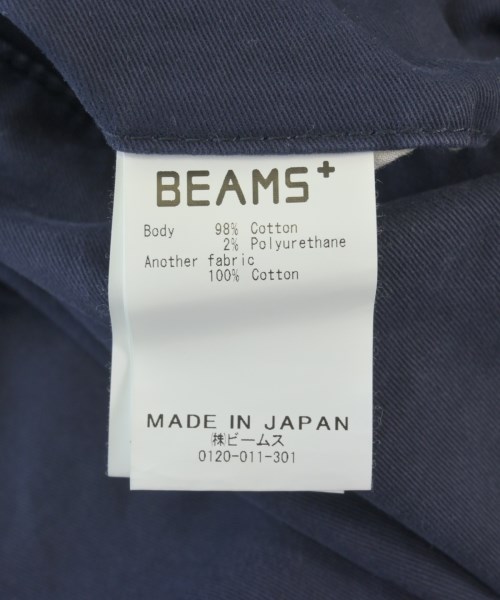 BEAMS+
Body 98% Cotton
2% Polyurethane
Another fabric
100% Cotton
MADE IN JAPAN
㈱ビームス
0120-011-301